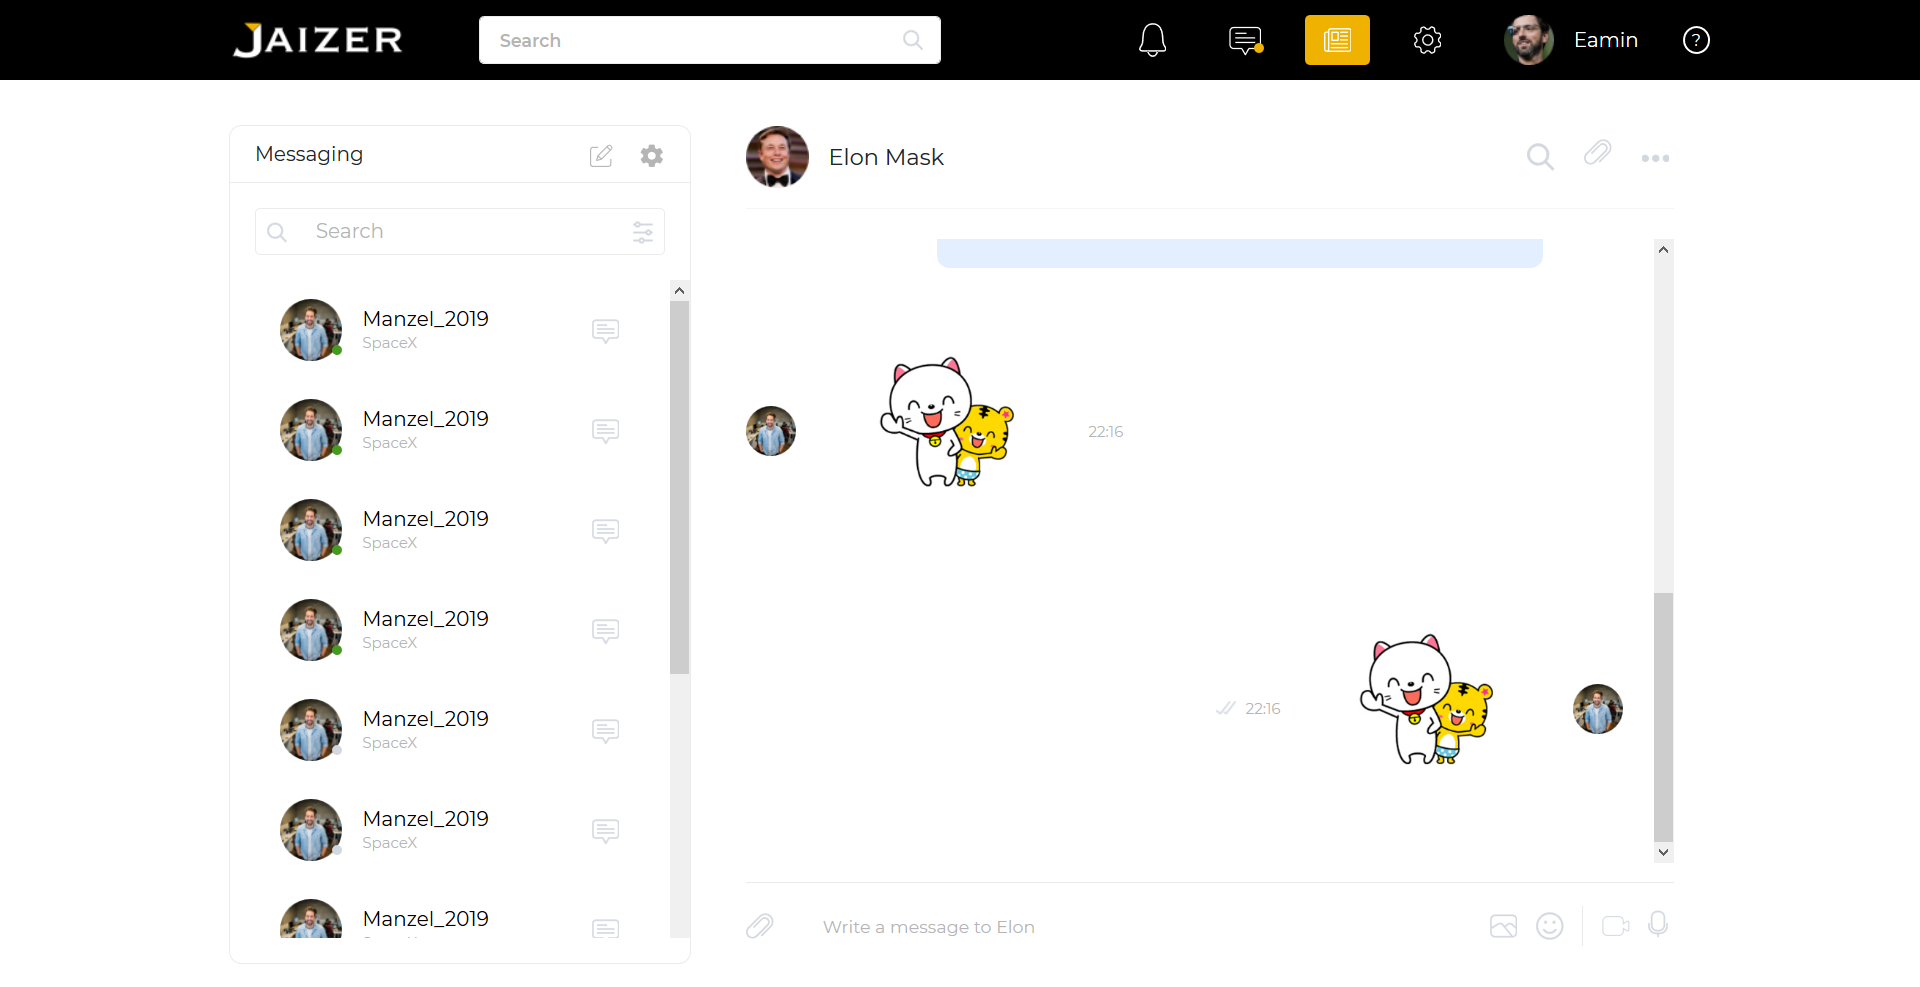 JAIZER
Search
Eamin
Messaging
Search
Manzel_2019
SpaceX
Manzel_2019
SpaceX
Manzel_2019
SpaceX
Manzel_2019
SpaceX
Manzel_2019
SpaceX
Manzel_2019
SpaceX
Manzel_2019
Elon Mask
22:16
22:16
Write a message to Elon